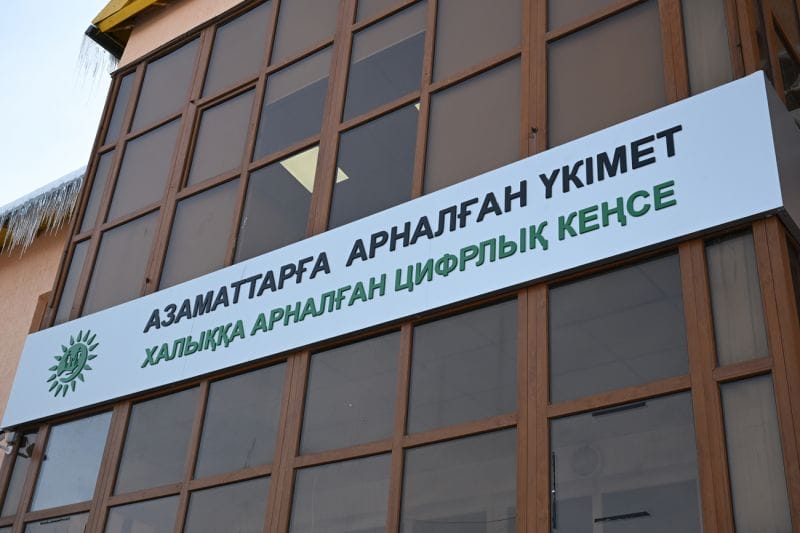 АЗАМАТТАРҒА АРНАЛҒАН ҮКІМЕТ
ХАЛЫҚҚА АРНАЛҒАН ЦИФРЛЫҚ КЕҢСЕ